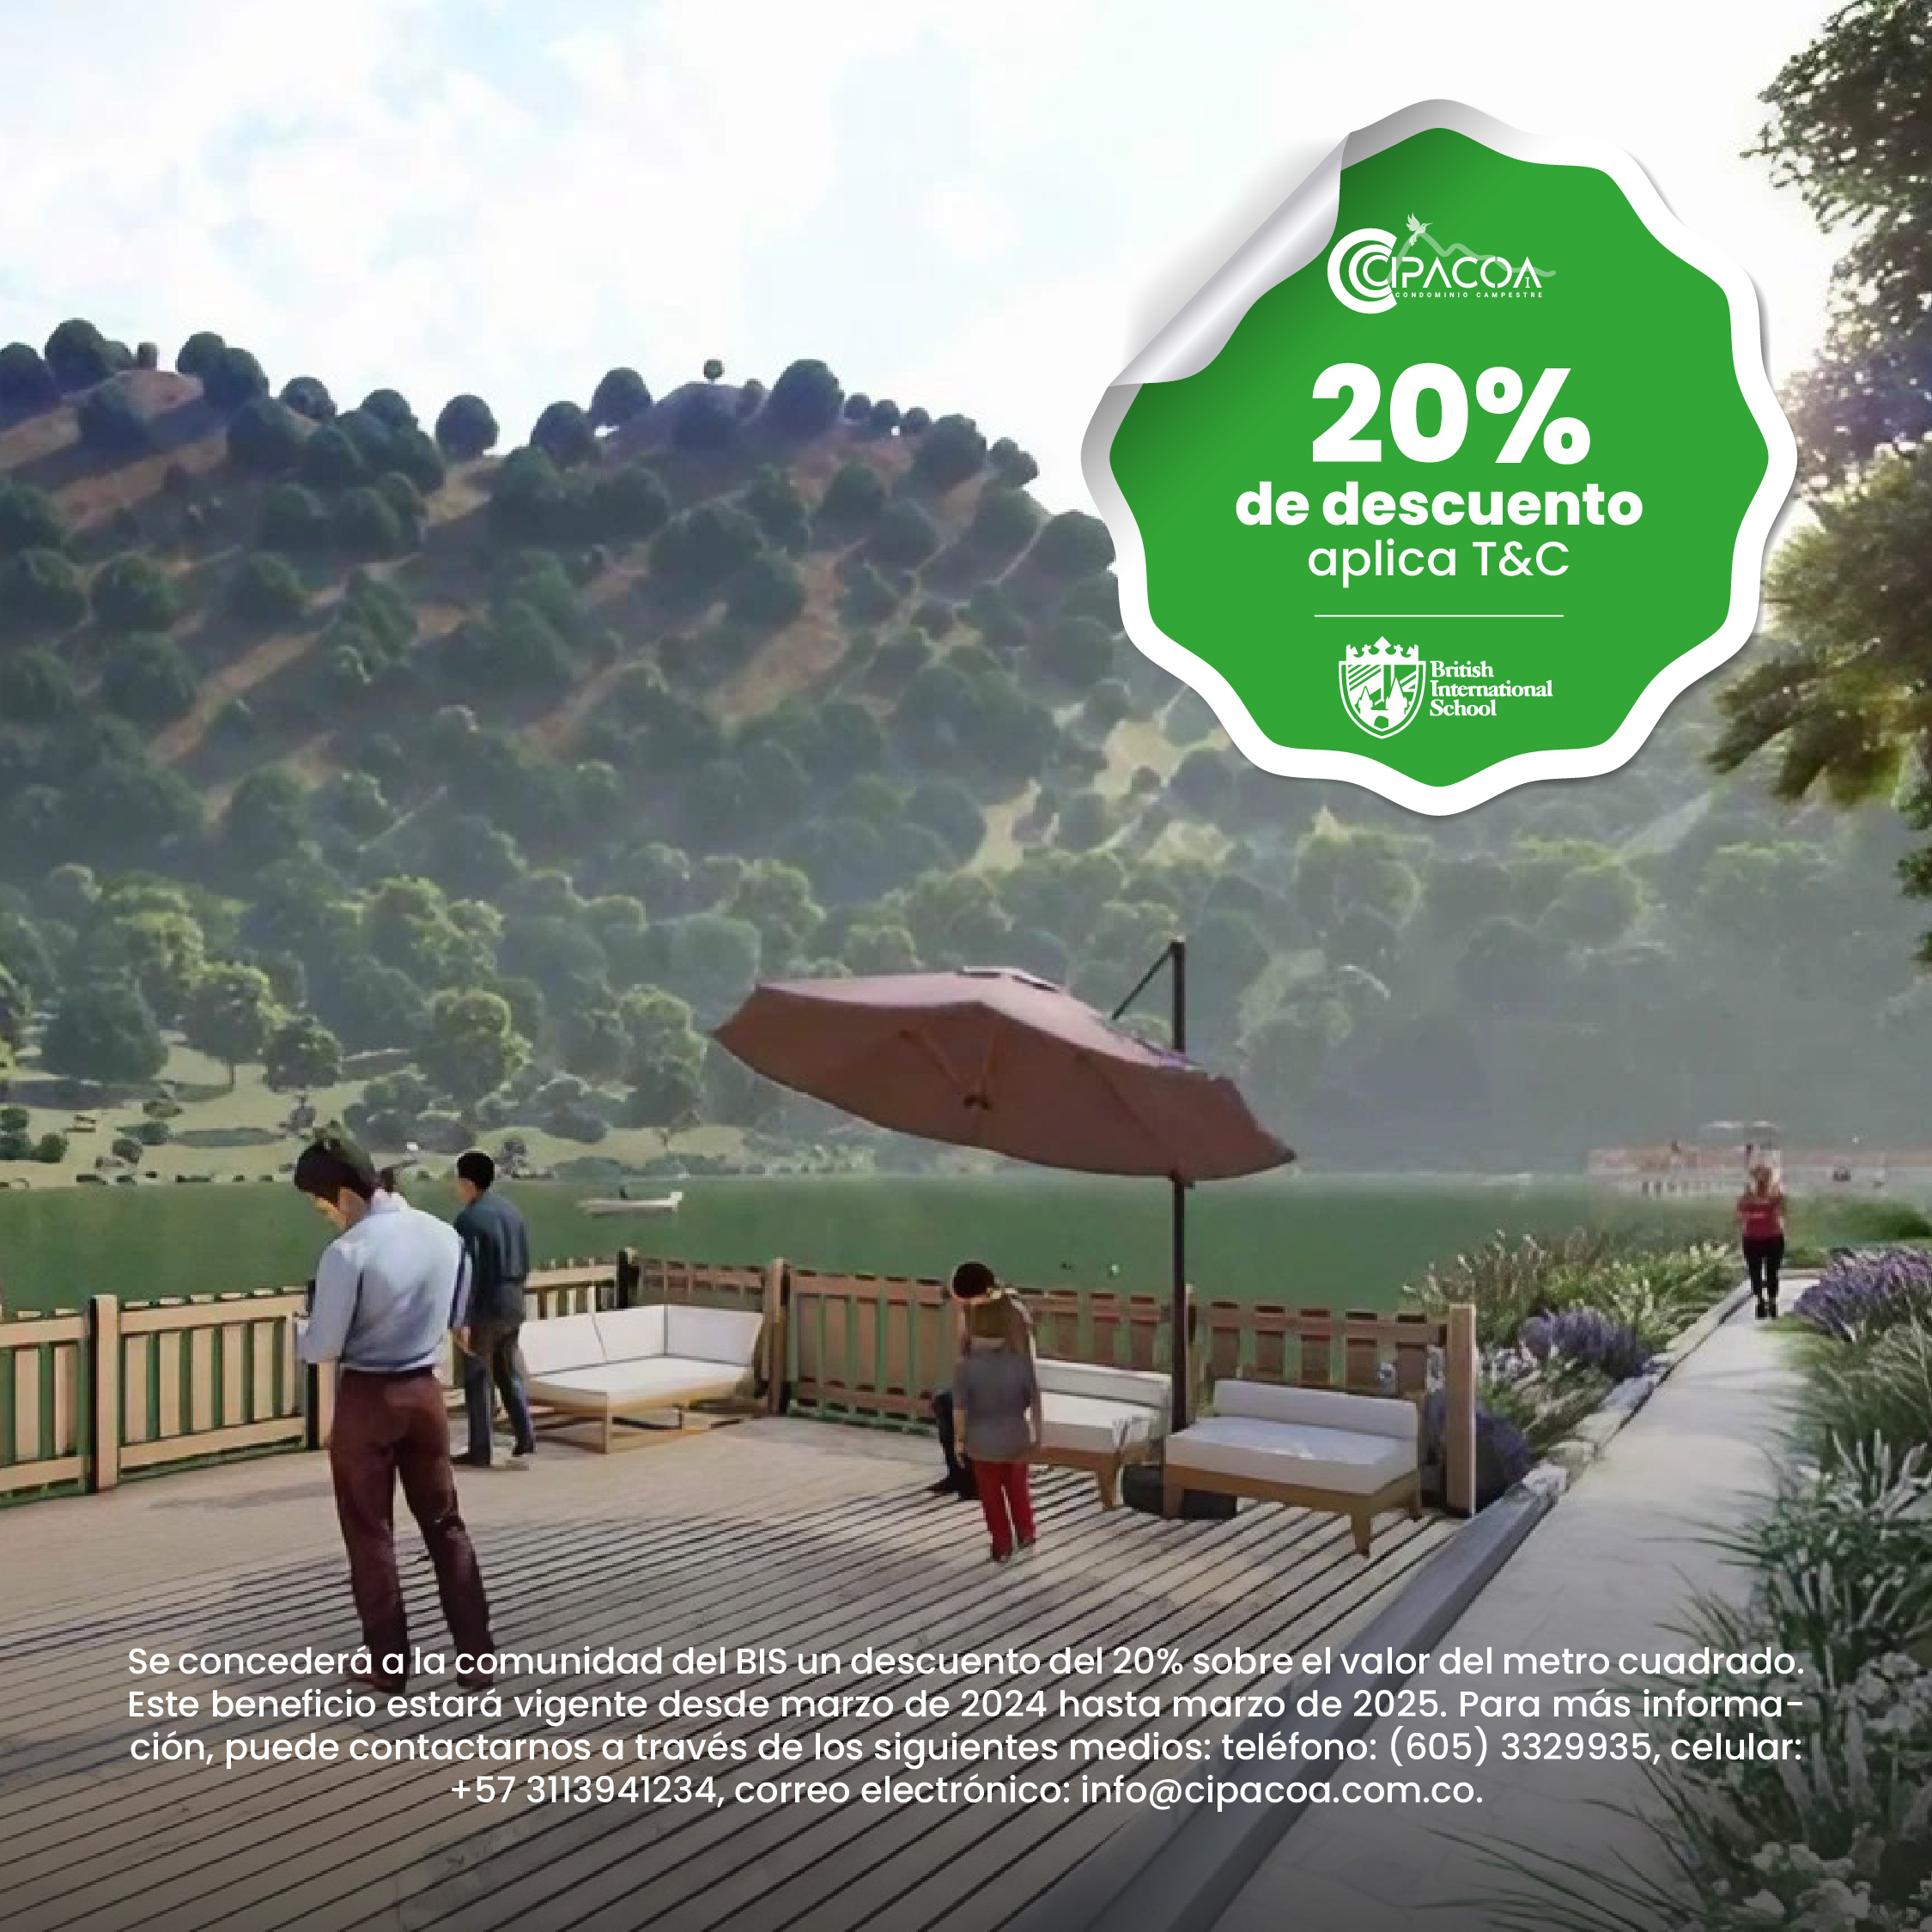 CIPACOA
CONDOMINIO CAMPESTRE
20%
de descuento
aplica T&C
British
International
School
Se concederá a la comunidad del BIS un descuento del 20% sobre el valor del metro cuadrado.
Este beneficio estará vigente desde marzo de 2024 hasta marzo de 2025. Para más informa-
ción, puede contactarnos a través de los siguientes medios: teléfono: (605) 3329935, celular:
+57 3113941234, correo electrónico: info@cipacoa.com.co.